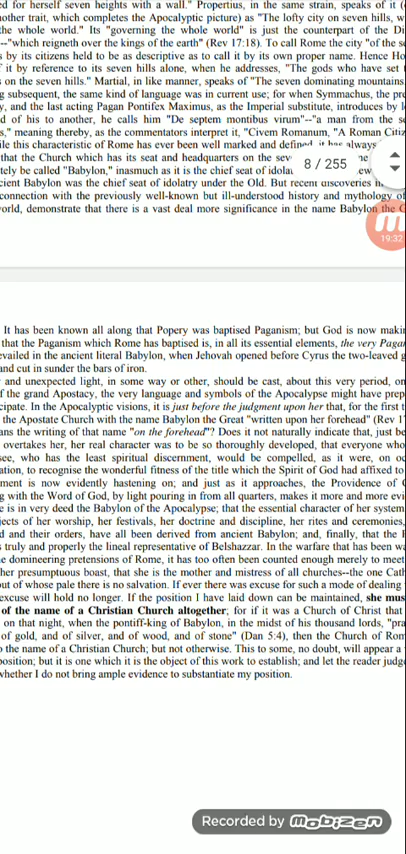 ed for herself seven heights with a wall." Propertius, in the same strain, speaks of it (
nother trait, which completes the Apocalyptic picture) as "The lofty city on seven hills, w
the whole world." Its "governing the whole world" is just the counterpart of the Di
--"which reigneth over the kings of the earth" (Rev 17:18). To call Rome the city "of the se
s by its citizens held to be as descriptive as to call it by its own proper name. Hence Ho
f it by reference to its seven hills alone, when he addresses, "The gods who have set t
s on the seven hills." Martial, in like manner, speaks of "The seven dominating mountains
g subsequent, the same kind of language was in current use; for when Symmachus, the pre
y, and the last acting Pagan Pontifex Maximus, as the Imperial substitute, introduces by l
d of his to another, he calls him "De septem montibus virum"--"a man from the s
s," meaning thereby, as the commentators interpret it, "Civem Romanum, "A Roman Citiz
ile this characteristic of Rome has ever been well marked and defined, it has always
that the Church which has its seat and headquarters on the sev
tely be called "Babylon," inasmuch as it is the chief seat of idola
8 / 255
cient Babylon was the chief seat of idolatry under the Old. But recent discoveries
connection with the previously well-known but ill-understood history and mythology of
vorld, demonstrate that there is a vast deal more significance in the name Babylon the
19:32
It has been known all along that Popery was baptised Paganism; but God is now makin
that the Paganism which Rome has baptised is, in all its essential elements, the very Pagan
evailed in the ancient literal Babylon, when Jehovah opened before Cyrus the two-leaved g
and cut in sunder the bars of iron.
and unexpected light, in some way or other, should be cast, about this very period, on
f the grand Apostacy, the very language and symbols of the Apocalypse might have prep
cipate. In the Apocalyptic visions, it is just before the judgment upon her that, for the first t
the Apostate Church with the name Babylon the Great "written upon her forehead" (Rev 1
ans the writing of that name "on the forehead"? Does it not naturally indicate that, just be
overtakes her, her real character was to be so thoroughly developed, that everyone who
see, who has the least spiritual discernment, would be compelled, as it were, on oc
ation, to recognise the wonderful fitness of the title which the Spirit of God had affixed to
ment is now evidently hastening on; and just as it approaches, the Providence of G
g with the Word of God, by light pouring in from all quarters, makes it more and more evi
e is in very deed the Babylon of the Apocalypse; that the essential character of her system
jects of her worship, her festivals, her doctrine and discipline, her rites and ceremonies,
d and their orders, have all been derived from ancient Babylon; and, finally, that the
s truly and properly the lineal representative of Belshazzar. In the warfare that has been wa
e domineering pretensions of Rome, it has too often been counted enough merely to meet
her presumptuous boast, that she is the mother and mistress of all churches--the one Cath
out of whose pale there is no salvation. If ever there was excuse for such a mode of dealing
excuse will hold no longer. If the position I have laid down can be maintained, she mus
of the name of a Christian Church altogether; for if it was a Church of Christ that
on that night, when the pontiff-king of Babylon, in the midst of his thousand lords, "pra
of gold, and of silver, and of wood, and of stone" (Dan 5:4), then the Church of Rom
o the name of a Christian Church; but not otherwise. This to some, no doubt, will appear a
position; but it is one which it is the object of this work to establish; and let the reader judge
whether I do not bring ample evidence to substantiate my position.
Recorded by mobizen